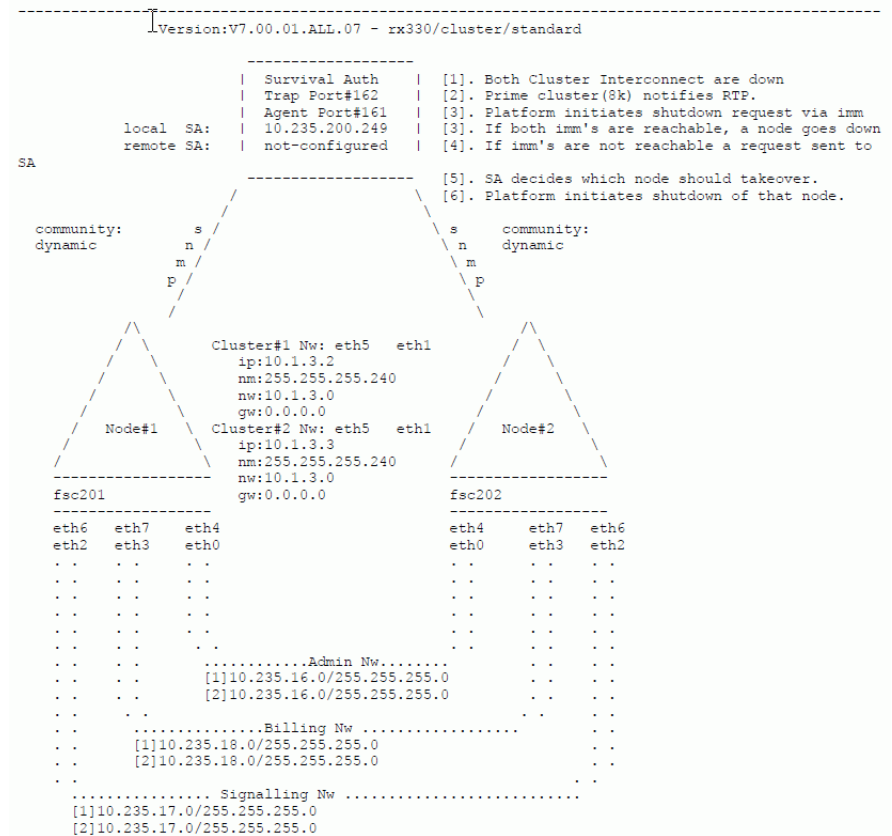 ---------------------------------------------------------------------------------------------------
Version:V7.00.01.ALL.07 - rx330/cluster/standard
-------------------
| Survival Auth | [1]. Both Cluster Interconnect are down
| Trap Port#162 | [2]. Prime cluster(8k) notifies RTP.
| Agent Port#161 | [3]. Platform initiates shutdown request via imm
local SA: | 10.235.200.249 | [3]. If both imm's are reachable, a node goes down
remote SA: | not-configured | [4]. If imm's are not reachable a request sent to
SA
------------------- [5]. SA decides which node should takeover.
/ \ [6]. Platform initiates shutdown of that node.
/ \
community: s / \ s community:
dynamic n / \ n dynamic
m / \ m
p / \ p
/ \
/ \
/\ /\
/ \ Cluster#1 Nw: eth5 eth1 / \
/ \ ip:10.1.3.2 / \
/ \ nm:255.255.255.240 / \
/ \ nw:10.1.3.0 / \
/ \ gw:0.0.0.0 / \
/ Node#1 \ Cluster#2 Nw: eth5 eth1 / Node#2 \
/ \ ip:10.1.3.3 / \
/ \ nm:255.255.255.240 / \
------------------ nw:10.1.3.0 ------------------
fsc201 gw:0.0.0.0 fsc202
------------------ ------------------
eth6 eth7 eth4 eth4 eth7 eth6
eth2 eth3 eth0 eth0 eth3 eth2
. . . . . . . . . . . .
. . . . . . . . . . . .
. . . . . . . . . . . .
. . . . . . . . . . . .
. . . . . . . . . . . .
. . . . . . . . . . . .
. . . . ............Admin Nw........ . . . .
. . . . [1]10.235.16.0/255.255.255.0 . . . .
. . . . [2]10.235.16.0/255.255.255.0 . . . .
. . . . . . . .
. . ...............Billing Nw .................. . .
. . [1]10.235.18.0/255.255.255.0 . .
. . [2]10.235.18.0/255.255.255.0 . .
. . . .
................ Signalling Nw ...........................
[1]10.235.17.0/255.255.255.0
[2]10.235.17.0/255.255.255.0